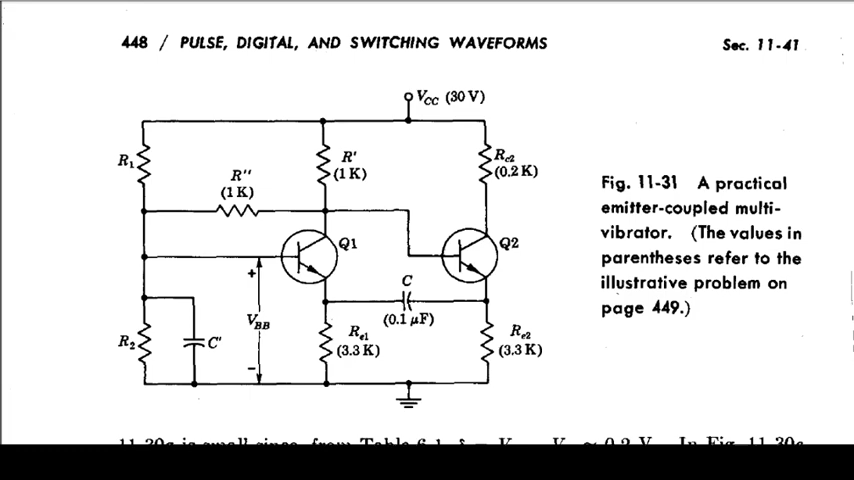 448 / PULSE, DIGITAL, AND SWITCHING WAVEFORMS
Sec. 11-41
V_CC (30 V)
R₁
R'
(1 K)
R_c2
(0.2 K)
R''
(1 K)
Q1
Q2
C
(0.1 μF)
+
V_BB
−
R₂
C'
R_e1
(3.3 K)
R_e2
(3.3 K)
Fig. 11-31 A practical
emitter-coupled multi-
vibrator. (The values in
parentheses refer to the
illustrative problem on
page 449.)